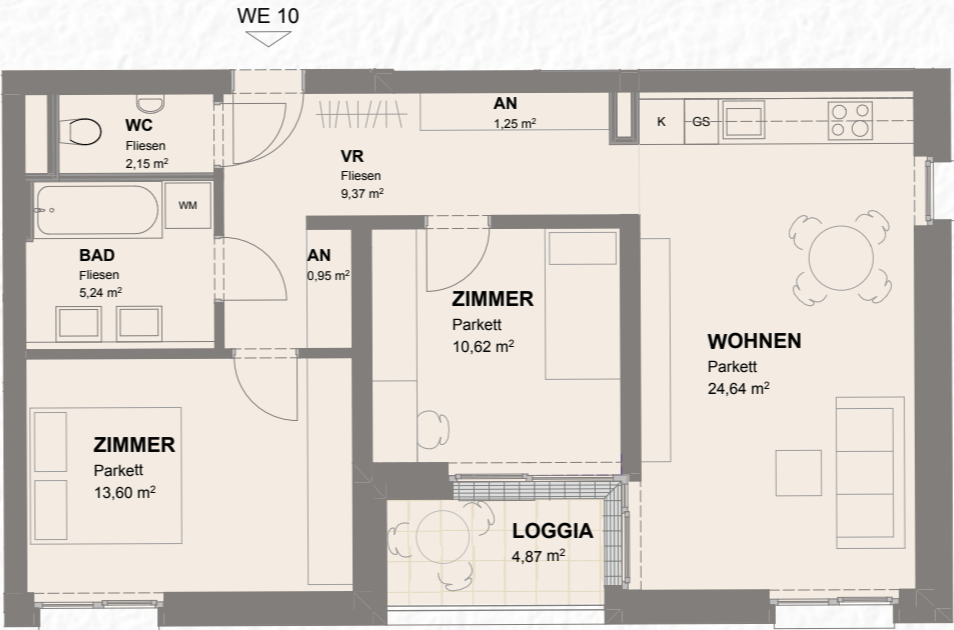 WE 10
WC
Fliesen
2,15 m²
AN
1,25 m²
K
GS
VR
Fliesen
9,37 m²
WM
BAD
Fliesen
5,24 m²
AN
0,95 m²
ZIMMER
Parkett
10,62 m²
WOHNEN
Parkett
24,64 m²
ZIMMER
Parkett
13,60 m²
LOGGIA
4,87 m²